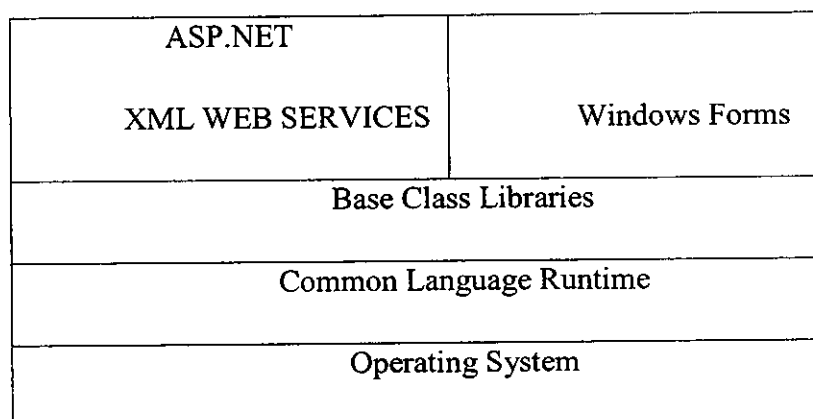 ASP.NET
XML WEB SERVICES
Windows Forms
Base Class Libraries
Common Language Runtime
Operating System